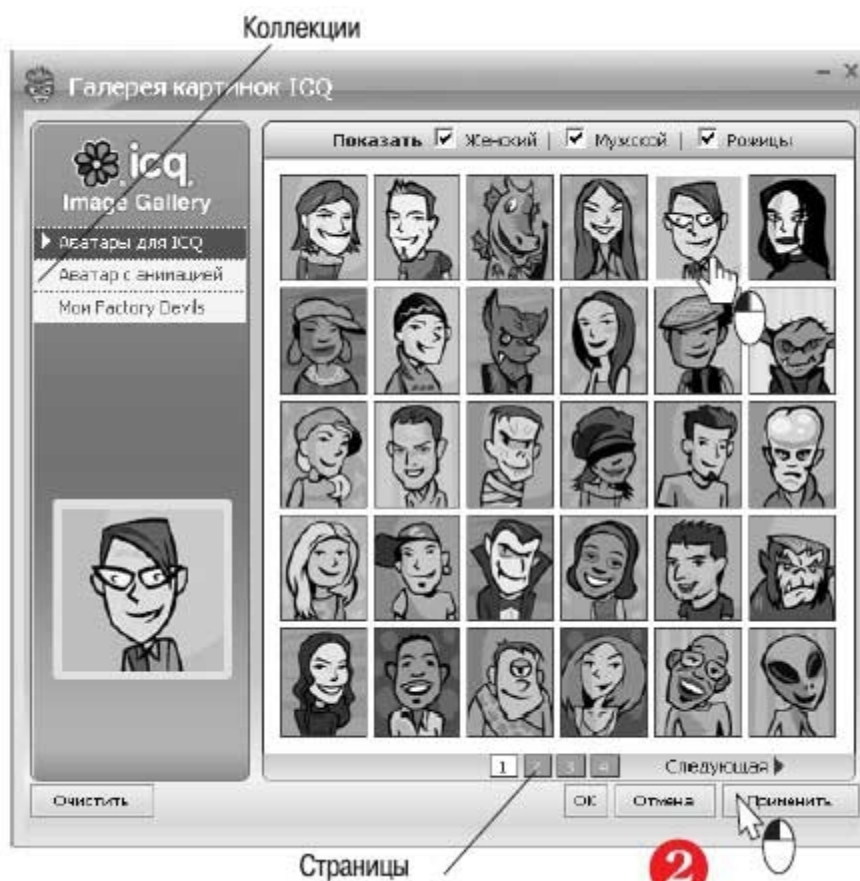 Коллекции
Галерея картинок ICQ
icq
Image Gallery
Показать Женский | Мужской | Рожицы
Аватары для ICQ
Аватар с анимацией
Мои Factory Devils
1 2 3 4 Следующая
Очистить
ОК Отмена Применить
Страницы
2